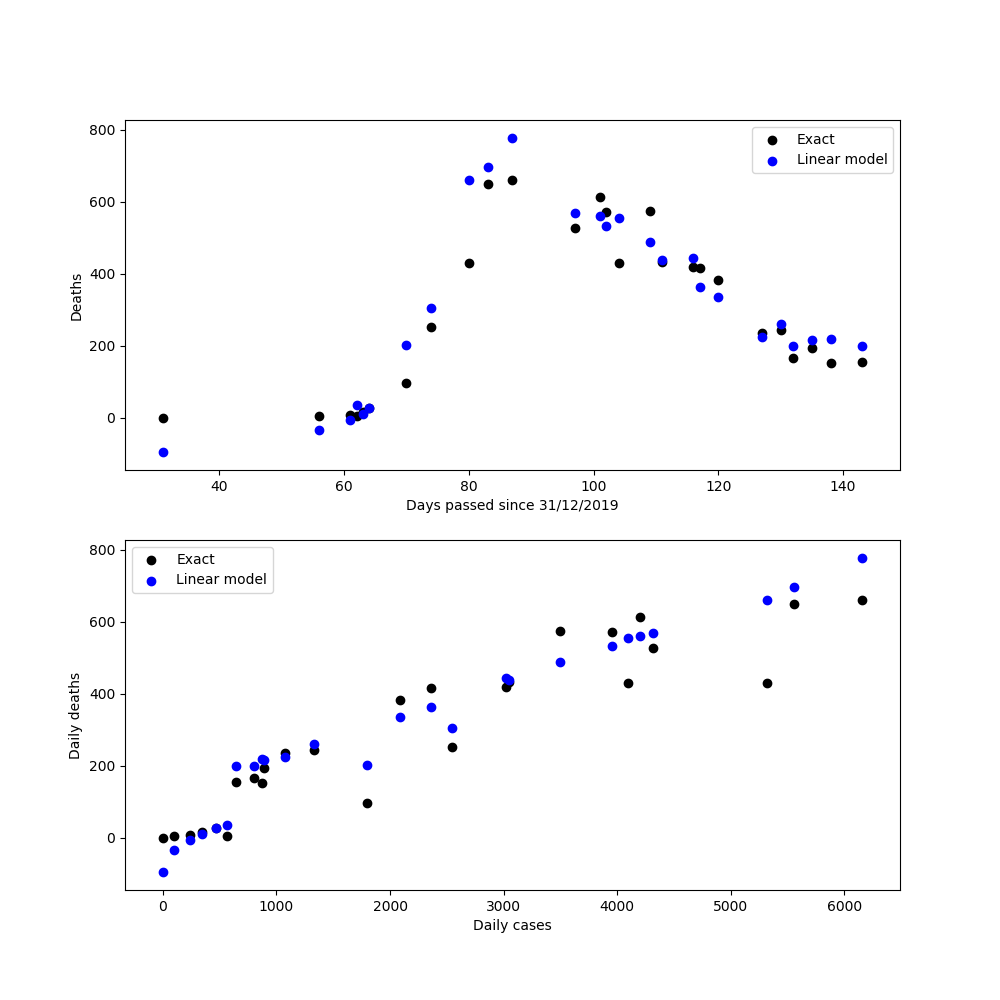 800
600
400
200
0
Deaths
Exact
Linear model
40 60 80 100 120 140
Days passed since 31/12/2019
800
600
400
200
0
Daily deaths
Exact
Linear model
0 1000 2000 3000 4000 5000 6000
Daily cases